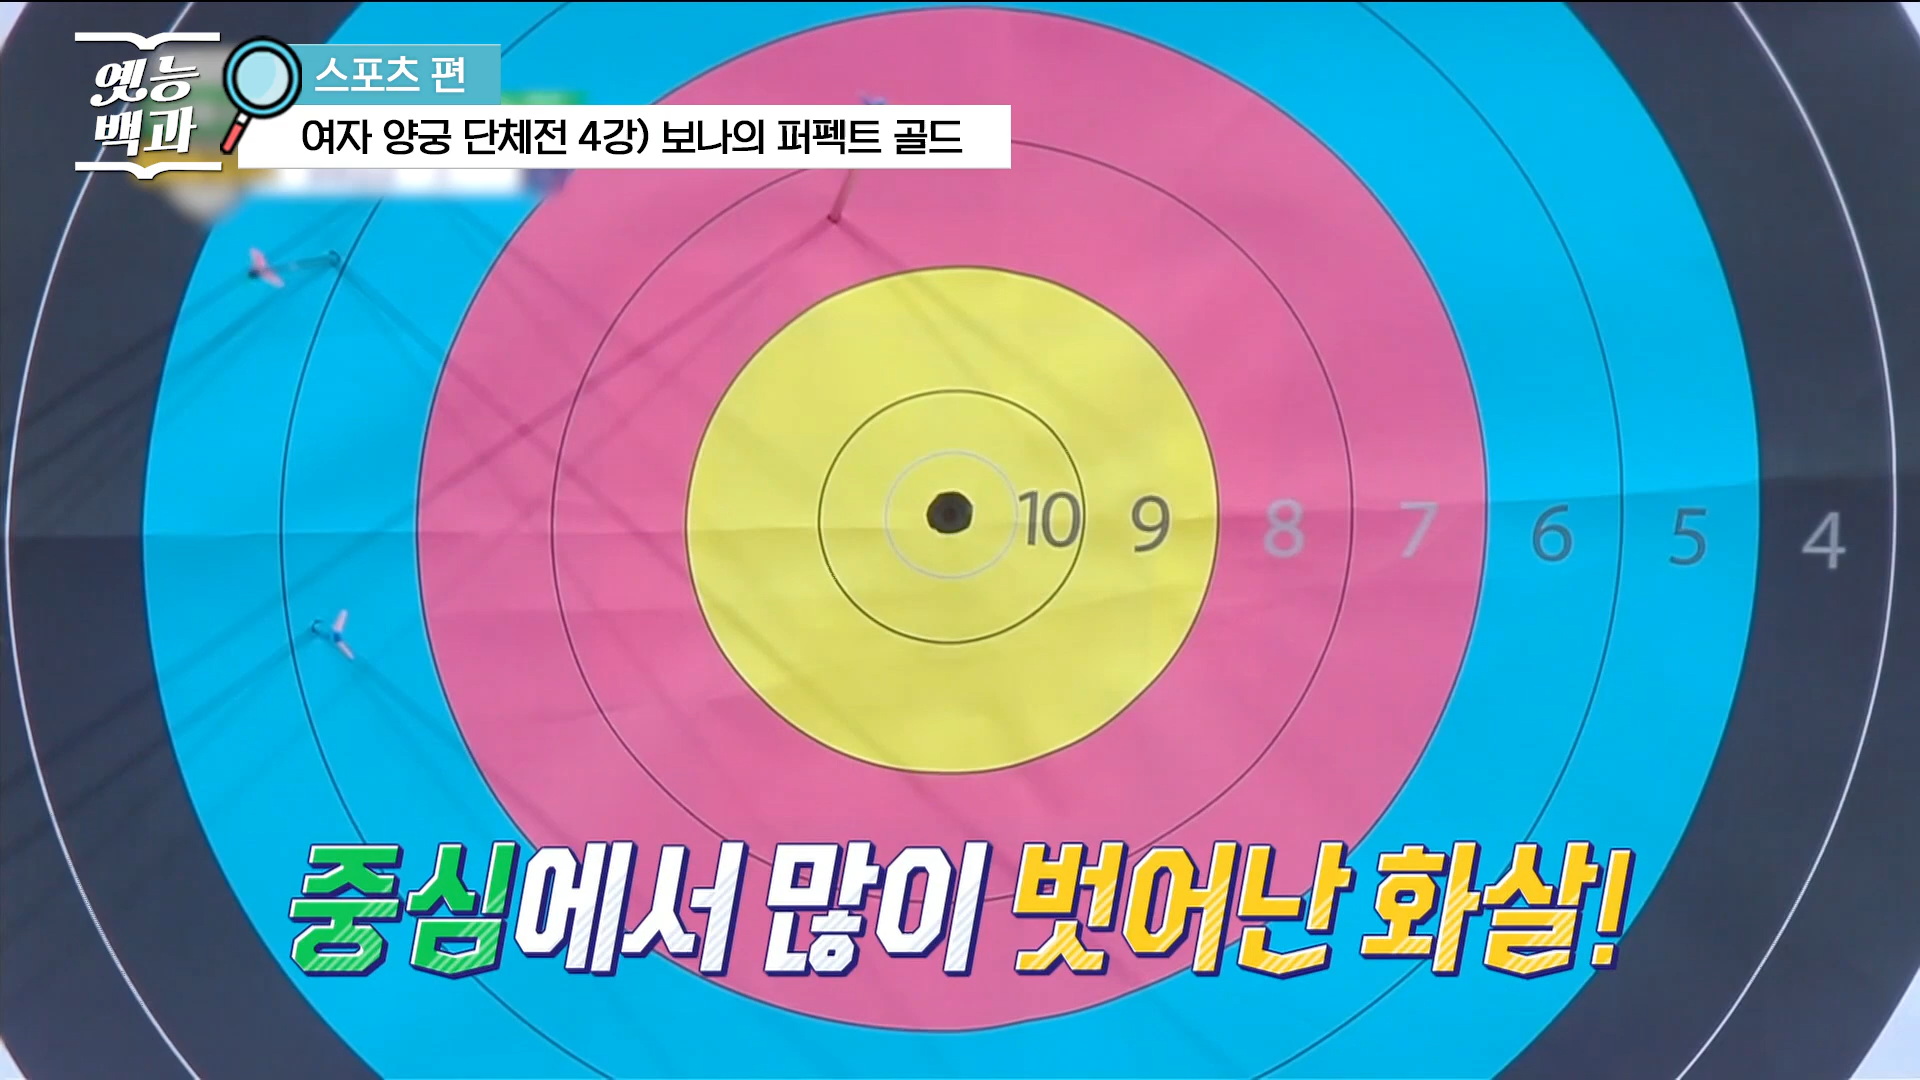 옛능
백과
스포츠 편
여자 양궁 단체전 4강) 보나의 퍼펙트 골드
10 9 8 7 6 5 4
중심에서 많이 벗어난 화살!